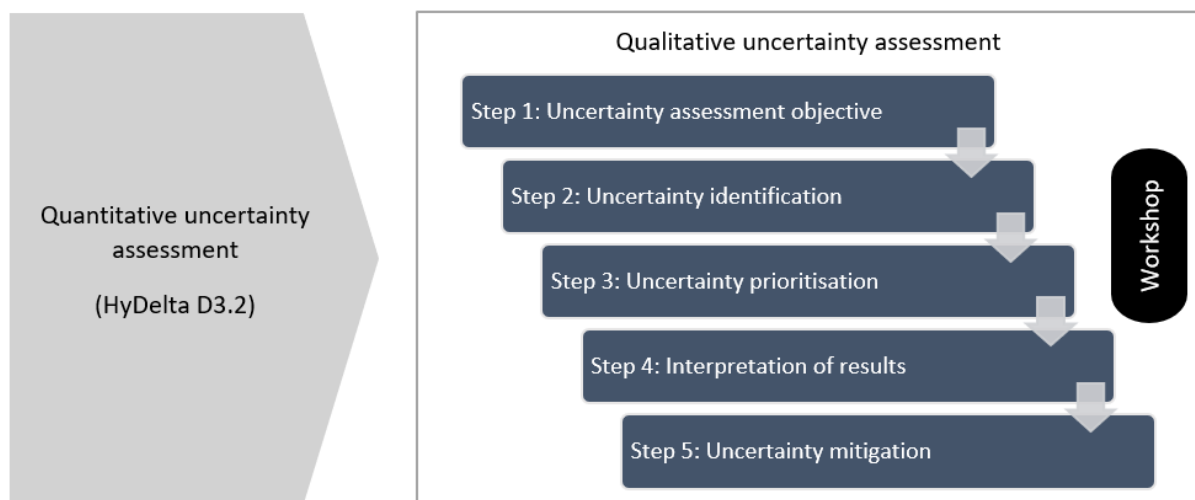 Quantitative uncertainty
assessment
(HyDelta D3.2)
Qualitative uncertainty assessment
Step 1: Uncertainty assessment objective
Step 2: Uncertainty identification
Step 3: Uncertainty prioritisation
Step 4: Interpretation of results
Step 5: Uncertainty mitigation
Workshop